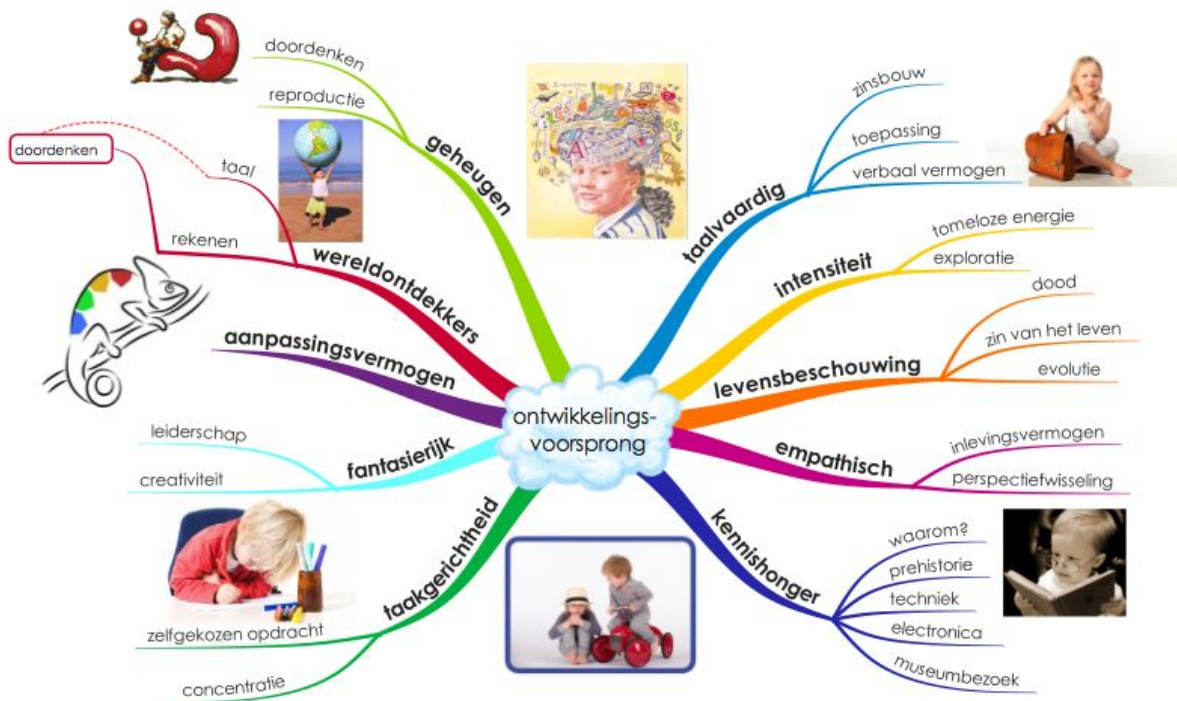 ontwikkelings-
voorsprong
taalvaardig
zinsbouw
toepassing
verbaal vermogen
intensiteit
tomeloze energie
exploratie
levensbeschouwing
dood
zin van het leven
evolutie
empathisch
inlevingsvermogen
perspectiefwisseling
kennishonger
waarom?
prehistorie
techniek
electronica
museumbezoek
taakgerichtheid
zelfgekozen opdracht
concentratie
fantasierijk
leiderschap
creativiteit
aanpassingsvermogen
wereldontdekkers
taal
rekenen
doordenken
geheugen
doordenken
reproductie